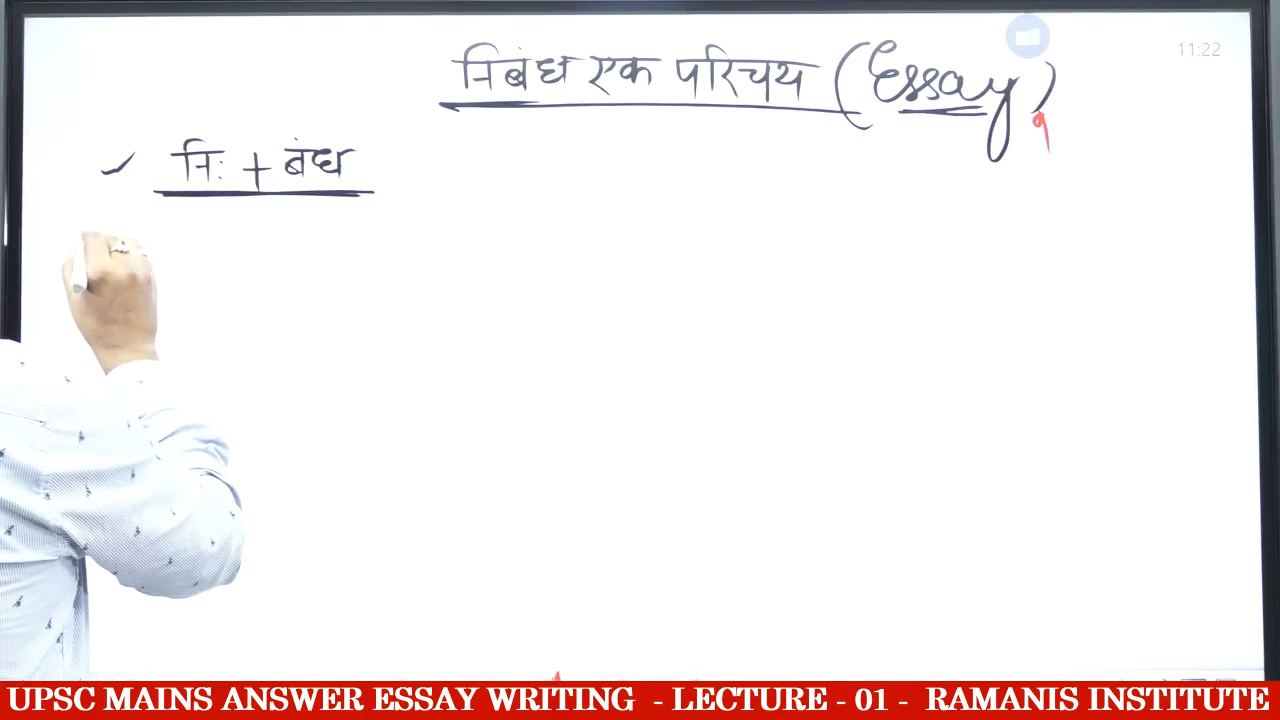 निबंध एक परिचय (Essay)
11:22
निः + बंध
UPSC MAINS ANSWER ESSAY WRITING - LECTURE - 01 - RAMANIS INSTITUTE